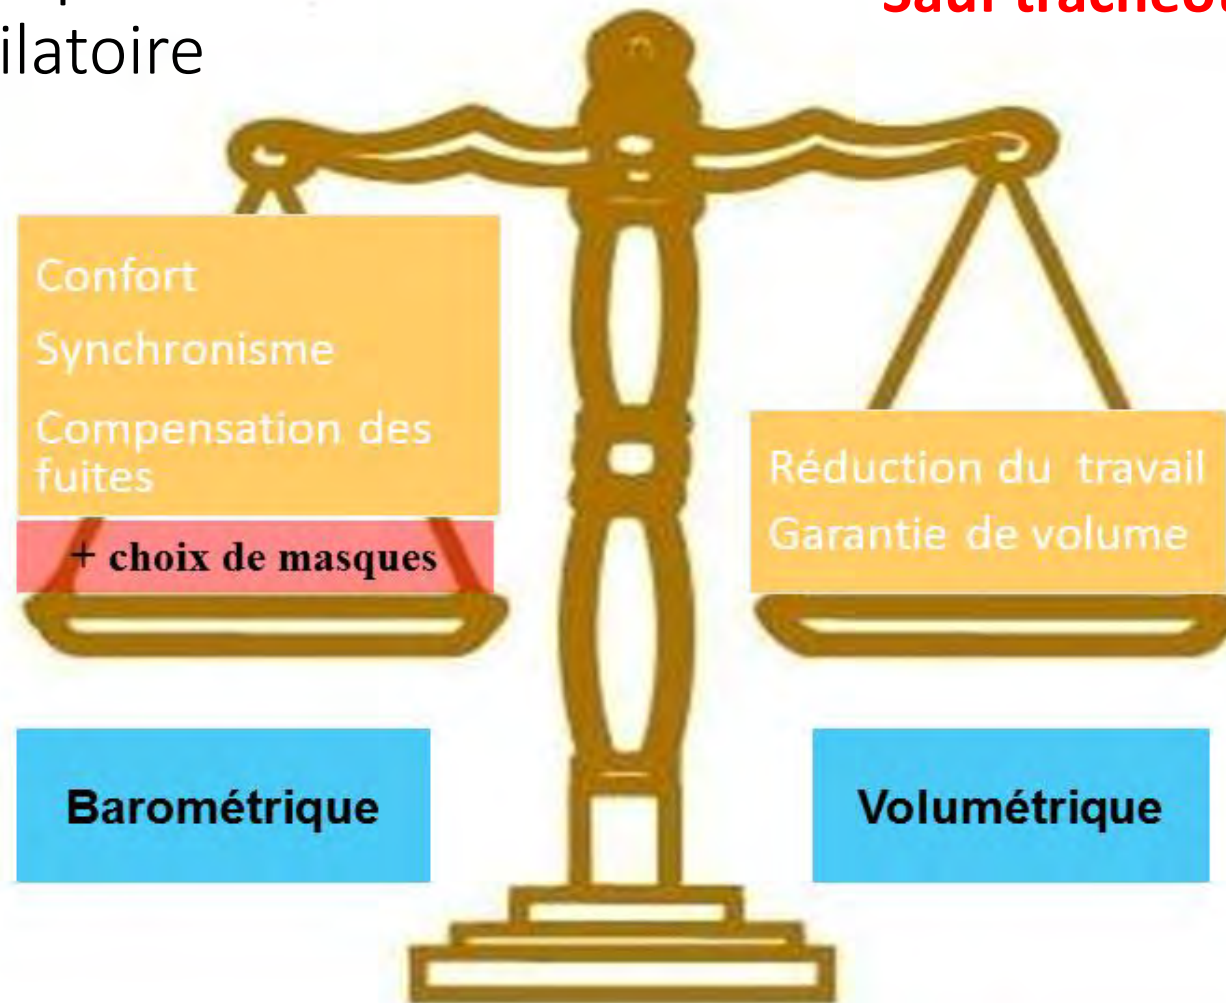 ilatoire
Confort
Synchronisme
Compensation des
fuites
+ choix de masques
Réduction du travail
Garantie de volume
Barométrique
Volumétrique